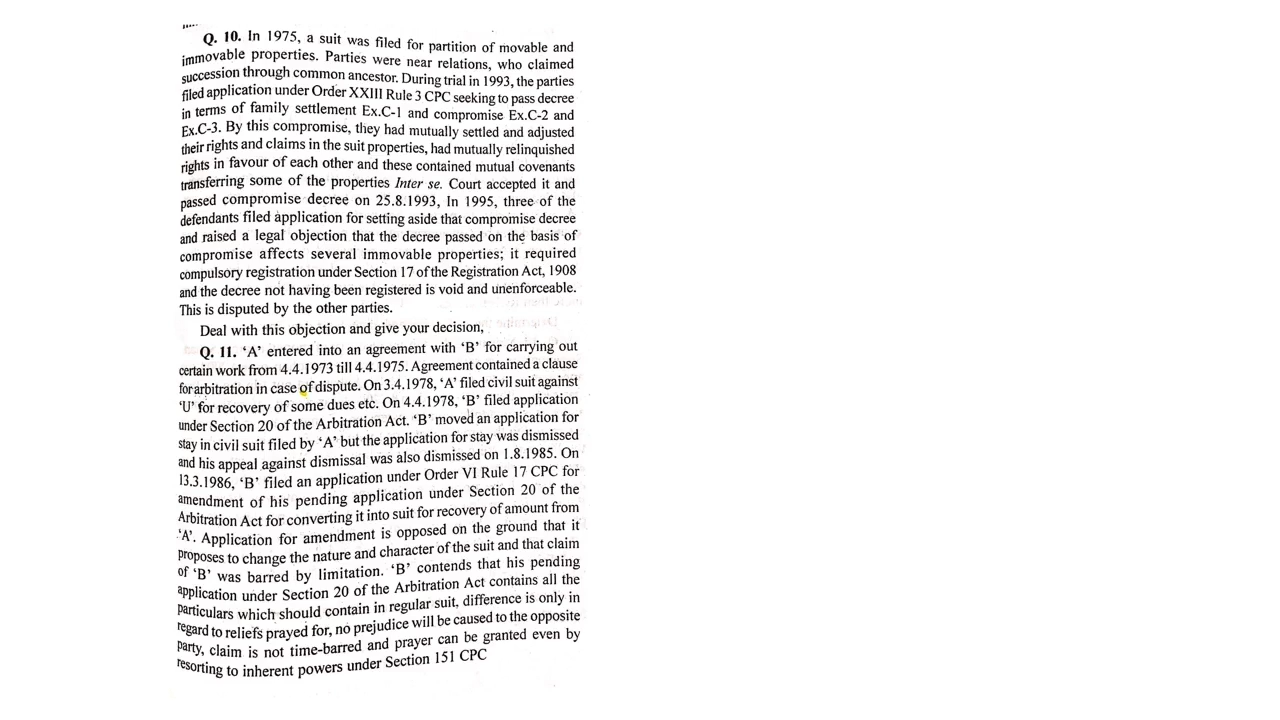 Q. 10. In 1975, a suit was filed for partition of movable and
immovable properties. Parties were near relations, who claimed
succession through common ancestor. During trial in 1993, the parties
filed application under Order XXIII Rule 3 CPC seeking to pass decree
in terms of family settlement Ex.C-1 and compromise Ex.C-2 and
Ex.C-3. By this compromise, they had mutually settled and adjusted
their rights and claims in the suit properties, had mutually relinquished
rights in favour of each other and these contained mutual covenants
transferring some of the properties Inter se. Court accepted it and
passed compromise decree on 25.8.1993, In 1995, three of the
defendants filed application for setting aside that compromise decree
and raised a legal objection that the decree passed on the basis of
compromise affects several immovable properties; it required
compulsory registration under Section 17 of the Registration Act, 1908
and the decree not having been registered is void and unenforceable.
This is disputed by the other parties.
Deal with this objection and give your decision,
Q. 11. ‘A’ entered into an agreement with ‘B’ for carrying out
certain work from 4.4.1973 till 4.4.1975. Agreement contained a clause
for arbitration in case of dispute. On 3.4.1978, ‘A’ filed civil suit against
‘U’ for recovery of some dues etc. On 4.4.1978, ‘B’ filed application
under Section 20 of the Arbitration Act. ‘B’ moved an application for
stay in civil suit filed by ‘A’ but the application for stay was dismissed
and his appeal against dismissal was also dismissed on 1.8.1985. On
13.3.1986, ‘B’ filed an application under Order VI Rule 17 CPC for
amendment of his pending application under Section 20 of the
Arbitration Act for converting it into suit for recovery of amount from
‘A’. Application for amendment is opposed on the ground that it
proposes to change the nature and character of the suit and that claim
of ‘B’ was barred by limitation. ‘B’ contends that his pending
application under Section 20 of the Arbitration Act contains all the
particulars which should contain in regular suit, difference is only in
regard to reliefs prayed for, no prejudice will be caused to the opposite
party, claim is not time-barred and prayer can be granted even by
resorting to inherent powers under Section 151 CPC